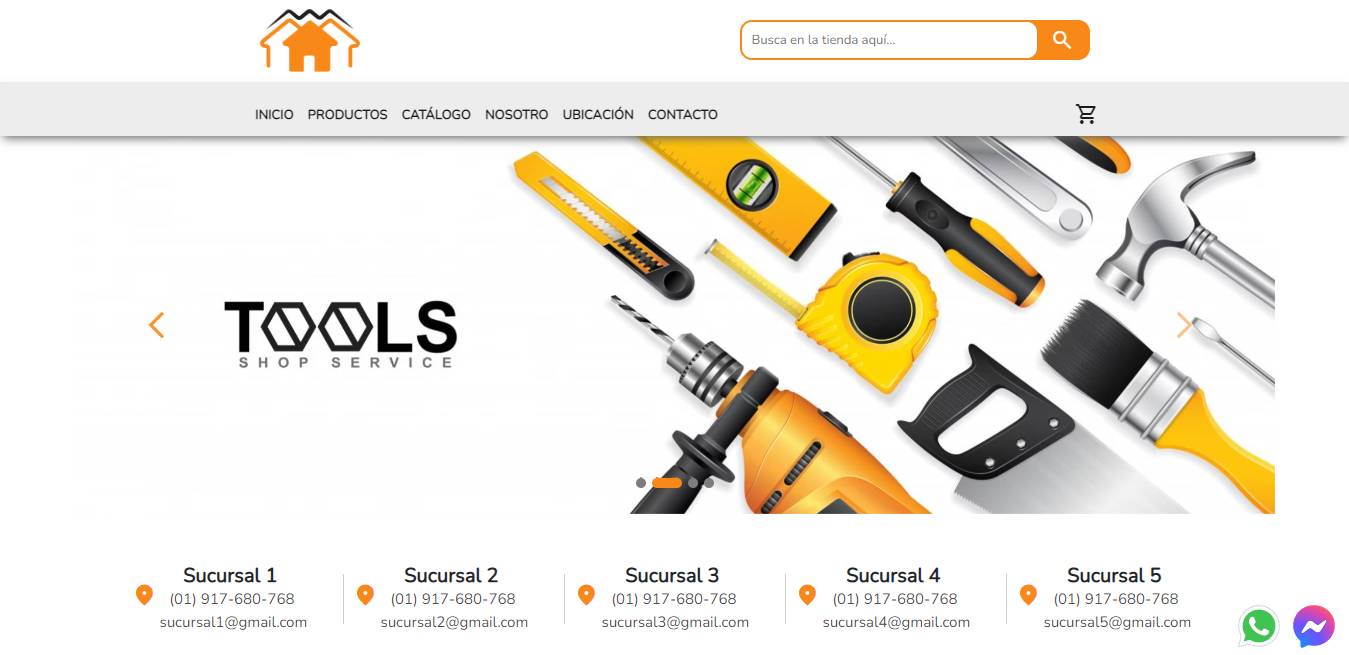 Busca en la tienda aquí...
INICIO PRODUCTOS CATÁLOGO NOSOTRO UBICACIÓN CONTACTO
TOOLS
SHOP SERVICE
Sucursal 1
(01) 917-680-768
sucursal1@gmail.com
Sucursal 2
(01) 917-680-768
sucursal2@gmail.com
Sucursal 3
(01) 917-680-768
sucursal3@gmail.com
Sucursal 4
(01) 917-680-768
sucursal4@gmail.com
Sucursal 5
(01) 917-680-768
sucursal5@gmail.com